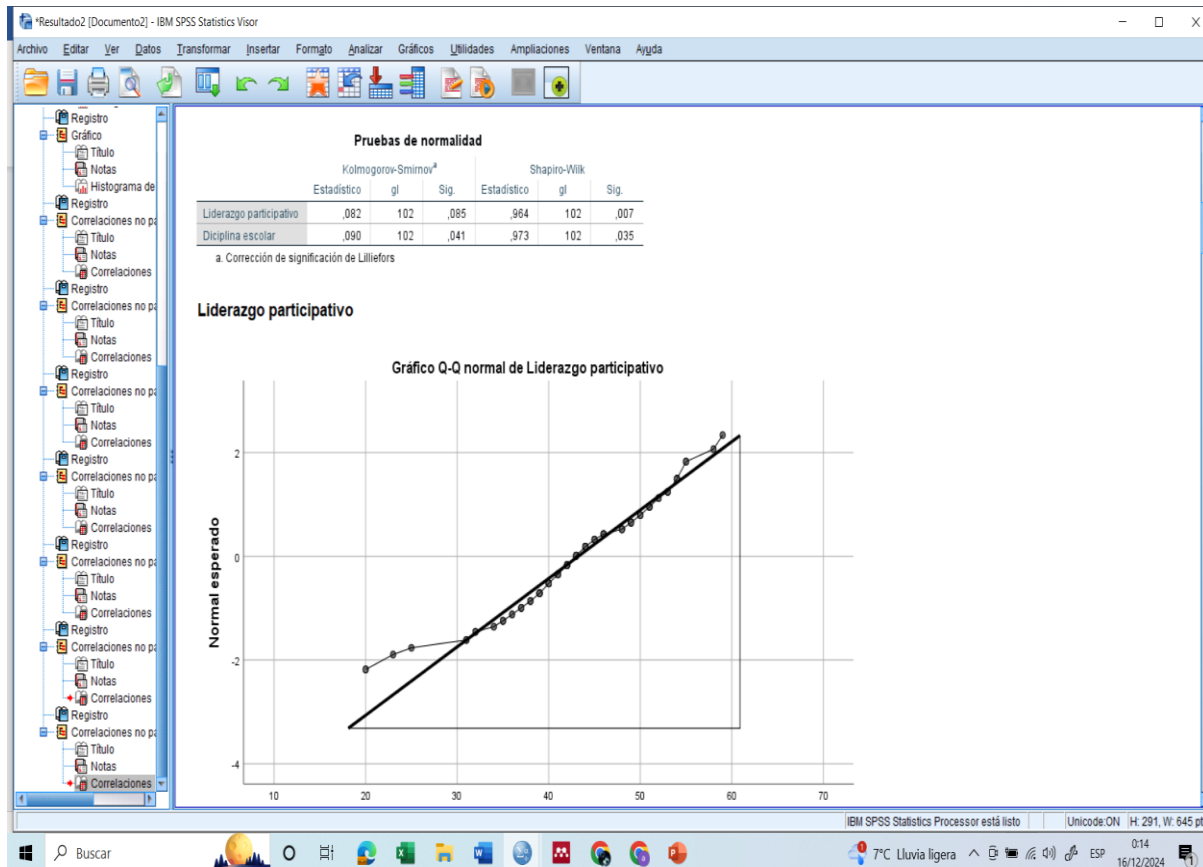 *Resultado2 [Documento2] - IBM SPSS Statistics Visor
Archivo Editar Ver Datos Transformar Insertar Formato Analizar Gráficos Utilidades Ampliaciones Ventana Ayuda
Registro
Gráfico
Título
Notas
Histograma de
Registro
Correlaciones no pa
Título
Notas
Correlaciones
Registro
Correlaciones no pa
Título
Notas
Correlaciones
Registro
Correlaciones no pa
Título
Notas
Correlaciones
Registro
Correlaciones no pa
Título
Notas
Correlaciones
Registro
Correlaciones no pa
Título
Notas
Correlaciones
Registro
Correlaciones no pa
Título
Notas
Correlaciones
Registro
Correlaciones no pa
Título
Notas
Correlaciones
Pruebas de normalidad
Kolmogorov-Smirnov^a Shapiro-Wilk
Estadístico gl Sig. Estadístico gl Sig.
Liderazgo participativo ,082 102 ,085 ,964 102 ,007
Diciplina escolar ,090 102 ,041 ,973 102 ,035
a. Corrección de significación de Lilliefors
Liderazgo participativo
Gráfico Q-Q normal de Liderazgo participativo
Normal esperado
2
0
-2
-4
10 20 30 40 50 60 70
IBM SPSS Statistics Processor está listo Unicode:ON H: 291, W: 645 pt
Buscar
7°C Lluvia ligera ESP 0:14
16/12/2024